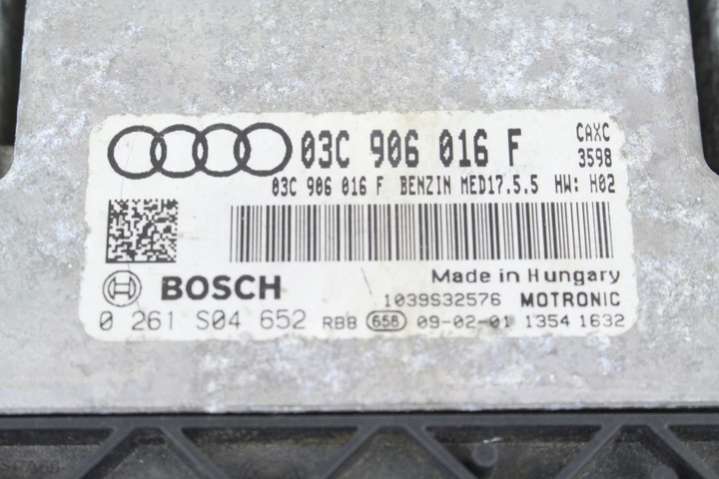 03C 906 016 F CAXC
3598
03C 906 016 F BENZIN MED17.5.5 HW: H02
BOSCH Made in Hungary
1039S32576 MOTRONIC
0 261 S04 652 RBB 658 09-02-01 1354 1632